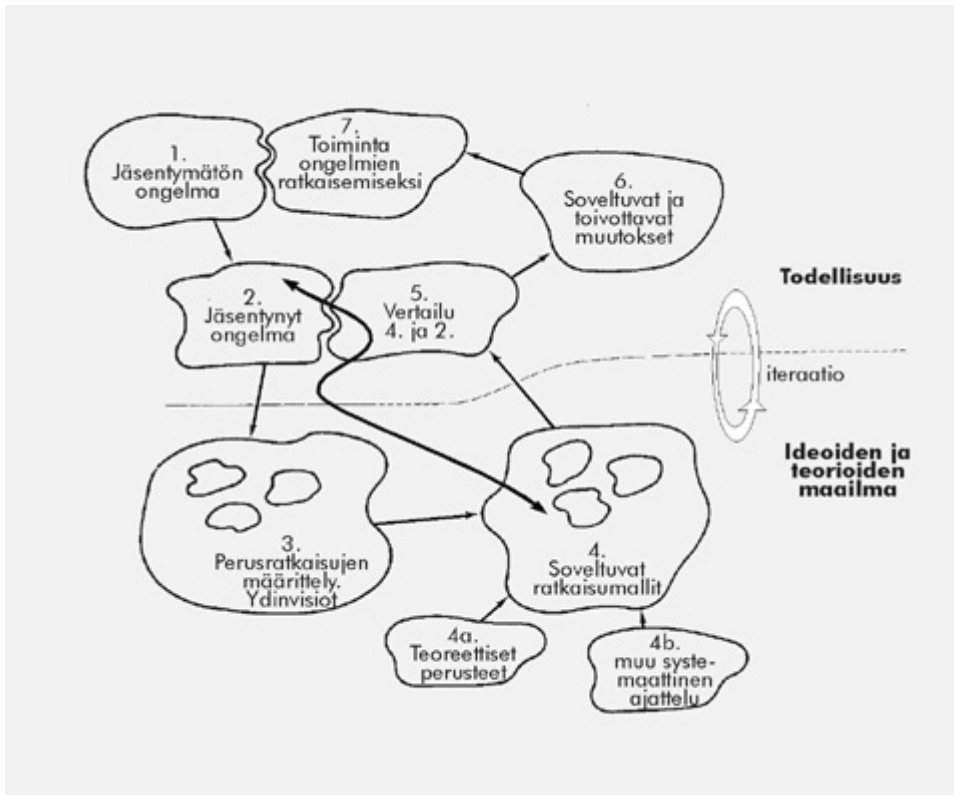 1.
Jäsentymätön
ongelma
7.
Toiminta
ongelmien
ratkaisemiseksi
6.
Soveltuvat ja
toivottavat
muutokset
2.
Jäsentynyt
ongelma
5.
Vertailu
4. ja 2.
Todellisuus
iteraatio
Ideoiden ja
teorioiden
maailma
3.
Perusratkaisujen
määrittely.
Ydinvisiot
4.
Soveltuvat
ratkaisumallit
4a.
Teoreettiset
perusteet
4b.
muu syste-
maattinen
ajattelu